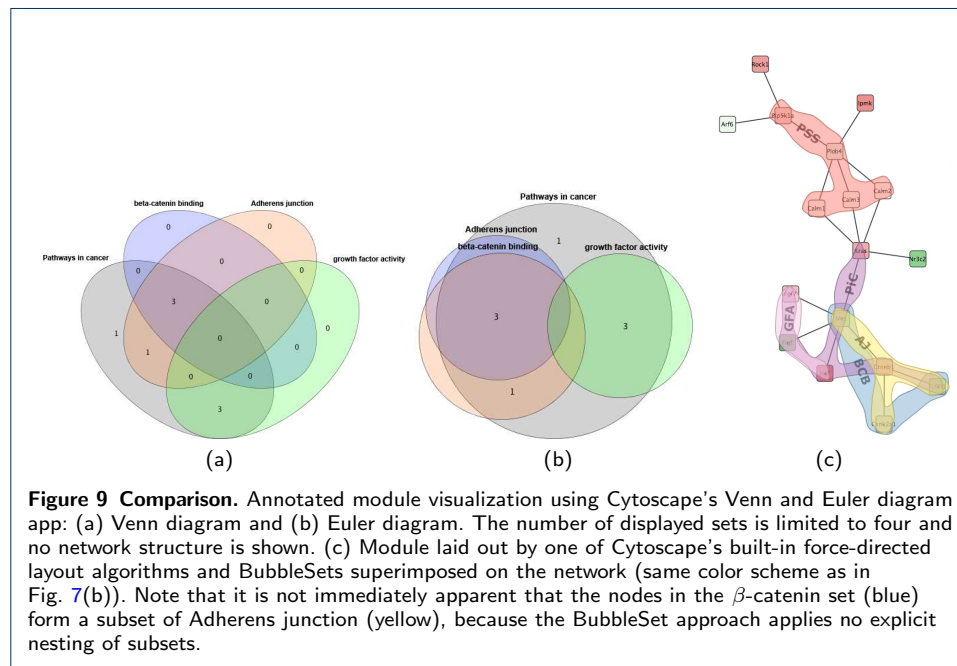 Pathways in cancer
beta-catenin binding
Adherens junction
growth factor activity
0
0
0
0
0
3
0
0
1
1
0
0
0
0
3
(a)
Pathways in cancer
Adherens junction
beta-catenin binding
growth factor activity
1
3
3
1
(b)
Rock1
Ipmk
Arf6
Pip5k1a
PSS
Plcb4
Calm2
Calm3
Calm1
Nr3c2
PiC
GFA
AJ
BCB
(c)
Figure 9 Comparison. Annotated module visualization using Cytoscape's Venn and Euler diagram
app: (a) Venn diagram and (b) Euler diagram. The number of displayed sets is limited to four and
no network structure is shown. (c) Module laid out by one of Cytoscape's built-in force-directed
layout algorithms and BubbleSets superimposed on the network (same color scheme as in
Fig. 7(b)). Note that it is not immediately apparent that the nodes in the β-catenin set (blue)
form a subset of Adherens junction (yellow), because the BubbleSet approach applies no explicit
nesting of subsets.